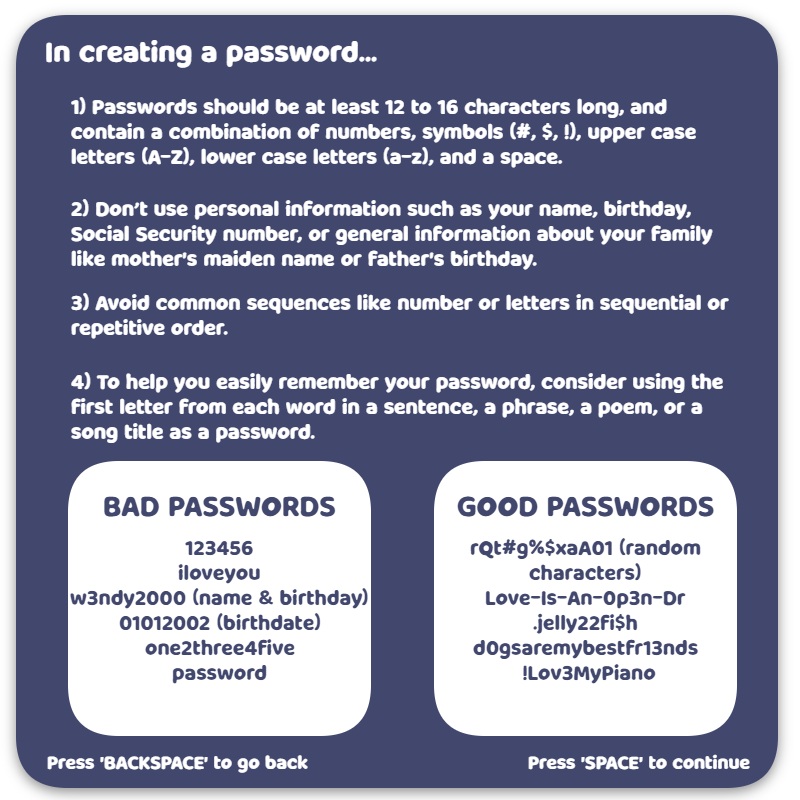 In creating a password...
1) Passwords should be at least 12 to 16 characters long, and
contain a combination of numbers, symbols (#, $, !), upper case
letters (A-Z), lower case letters (a-z), and a space.
2) Don't use personal information such as your name, birthday,
Social Security number, or general information about your family
like mother's maiden name or father's birthday.
3) Avoid common sequences like number or letters in sequential or
repetitive order.
4) To help you easily remember your password, consider using the
first letter from each word in a sentence, a phrase, a poem, or a
song title as a password.
BAD PASSWORDS
123456
iloveyou
w3ndy2000 (name & birthday)
01012002 (birthdate)
one2three4five
password
GOOD PASSWORDS
rQt#g%$xaA01 (random
characters)
Love-Is-An-0p3n-Dr
.jelly22fi$h
d0gsaremybestfr13nds
!Lov3MyPiano
Press 'BACKSPACE' to go back
Press 'SPACE' to continue